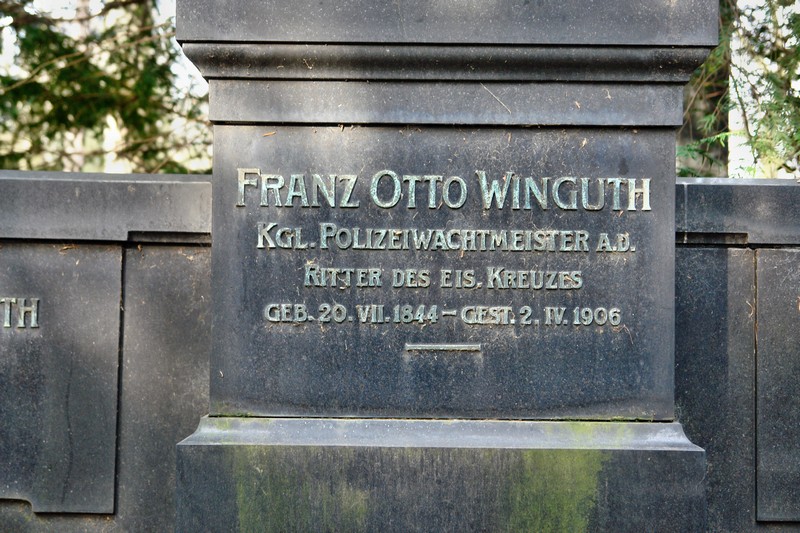 FRANZ OTTO WINGUTH
KGL. POLIZEIWACHTMEISTER A.D.
RITTER DES EIS. KREUZES
GEB. 20. VII. 1844 – GEST. 2. IV. 1906
TH